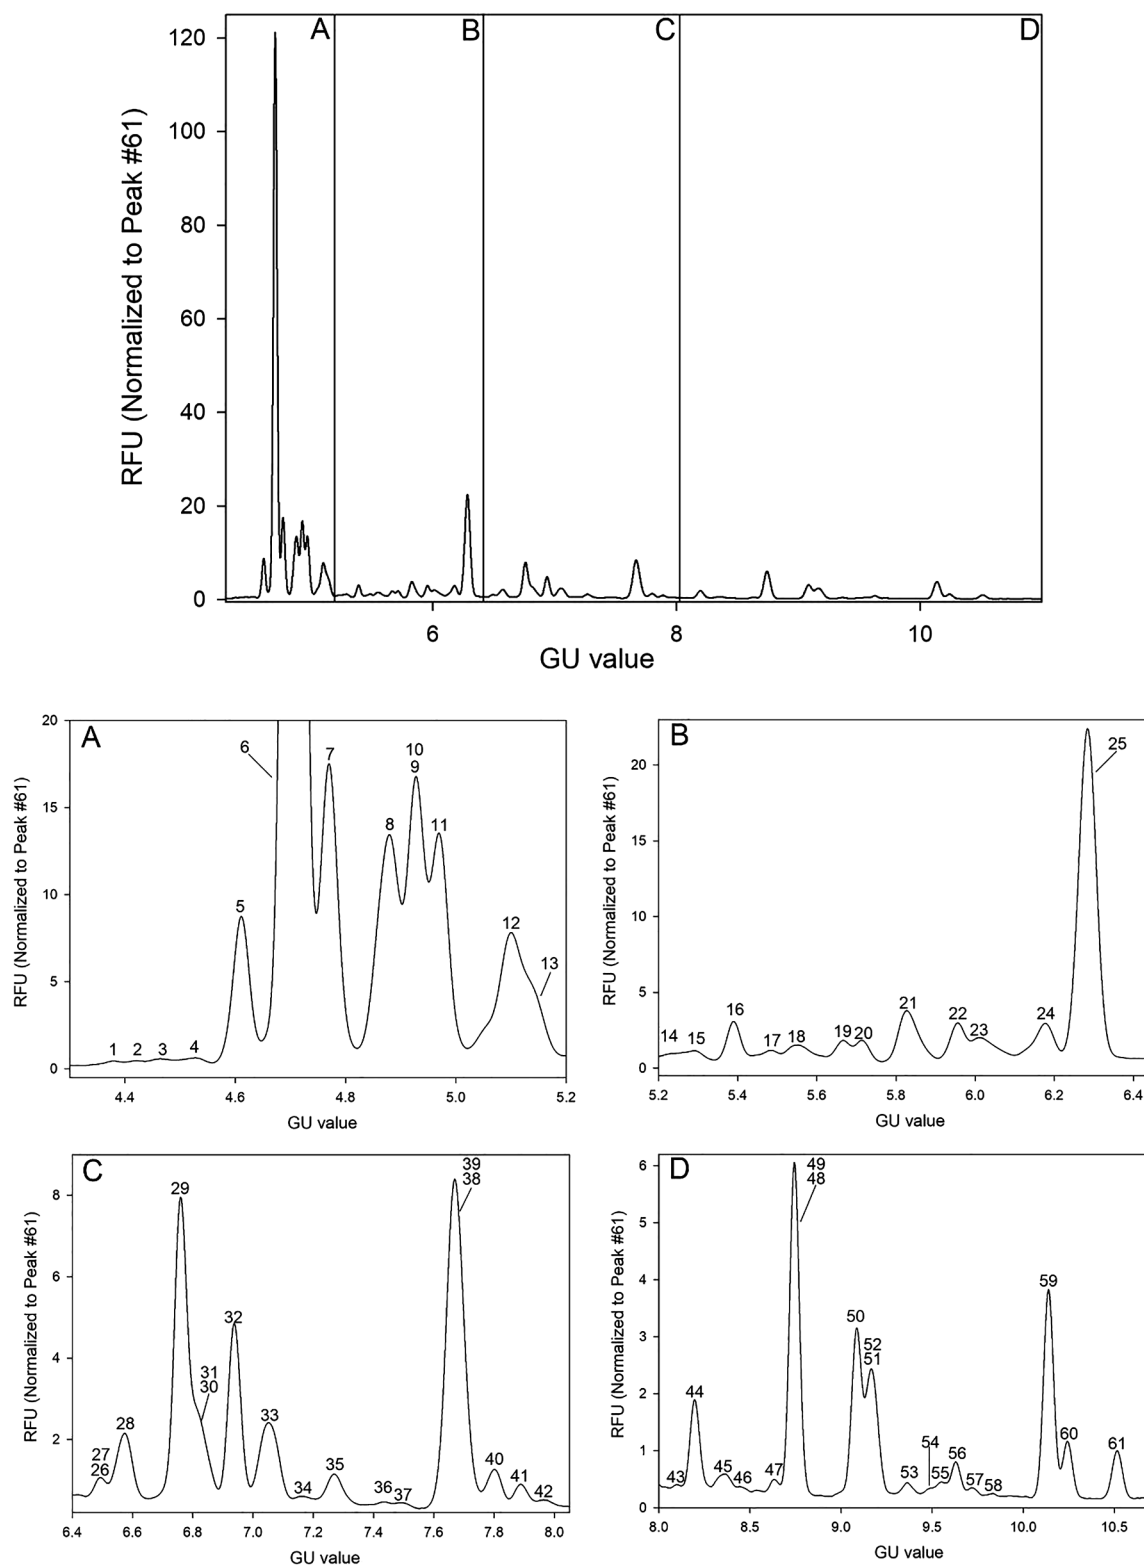 A B C D
120
100
80
60
40
20
0
RFU (Normalized to Peak #61)
6 8 10
GU value
A
20
15
10
5
0
RFU (Normalized to Peak #61)
1 2 3 4 5 6 7 8 10
9 11 12 13
4.4 4.6 4.8 5.0 5.2
GU value
B
20
15
10
5
0
RFU (Normalized to Peak #61)
14 15 16 17 18 19 20 21 22 23 24 25
5.2 5.4 5.6 5.8 6.0 6.2 6.4
GU value
C
8
6
4
2
RFU (Normalized to Peak #61)
27
26 28 29 31
30 32 33 34 35 36 37 39
38 40 41 42
6.4 6.6 6.8 7.0 7.2 7.4 7.6 7.8 8.0
GU value
D
6
5
4
3
2
1
0
RFU (Normalized to Peak #61)
43 44 45 46 47 49
48 50 52
51 53 54 55 56 57 58 59 60 61
8.0 8.5 9.0 9.5 10.0 10.5
GU value